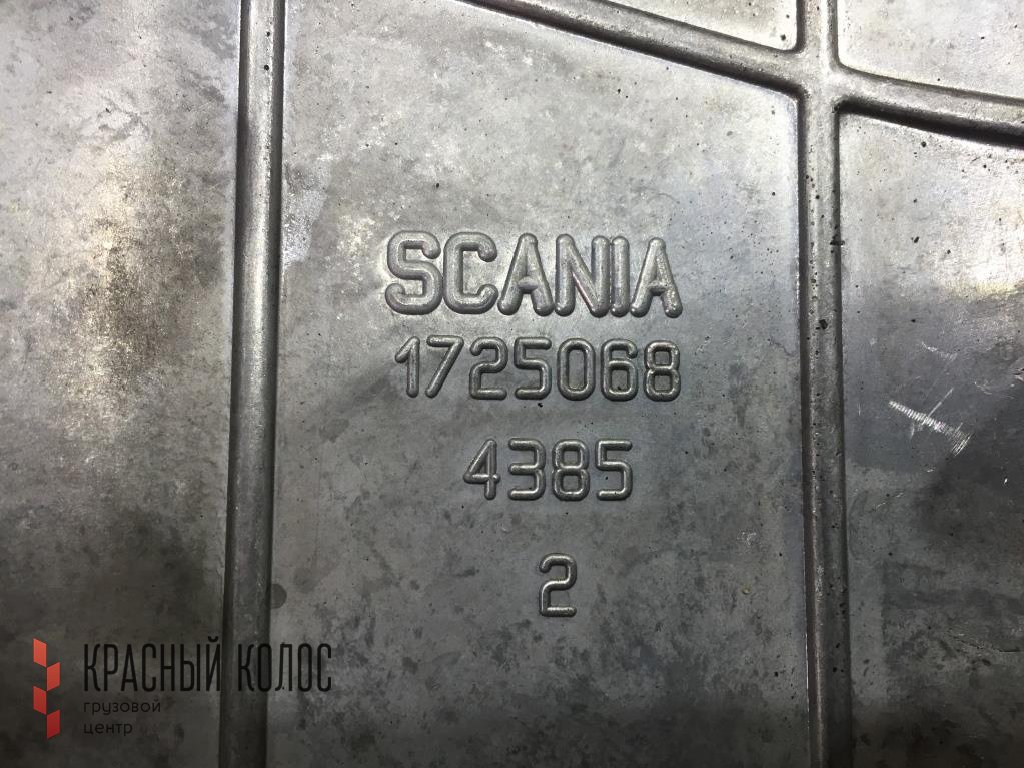 SCANIA
1725068
4385
2
КРАСНЫЙ КОЛОС
грузовой
центр